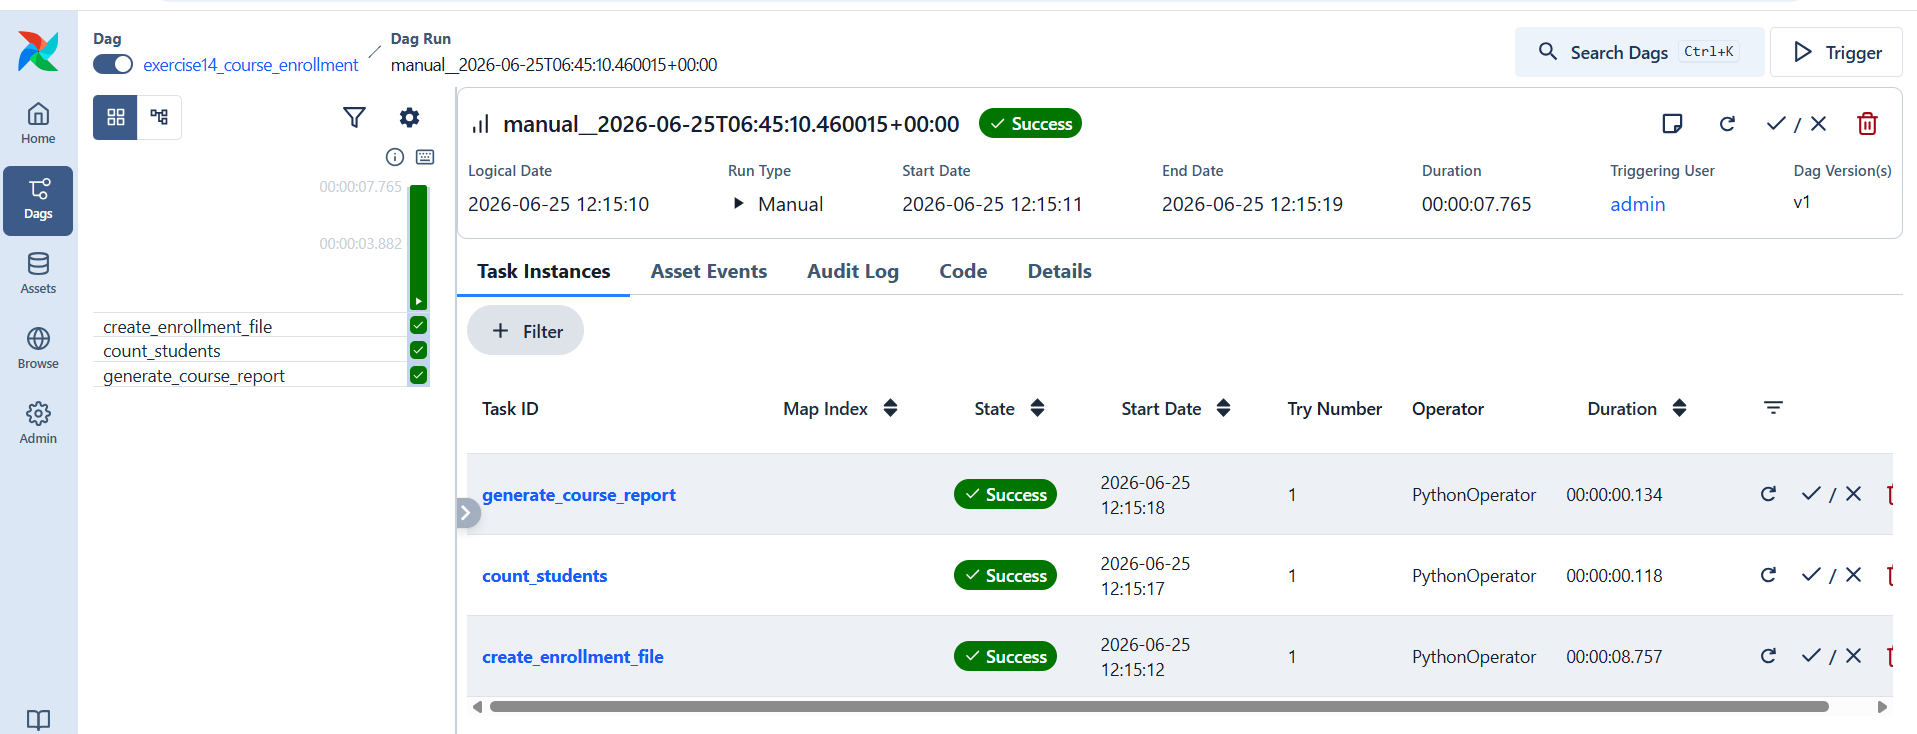 Dag
exercise14_course_enrollment
Dag Run
manual__2026-06-25T06:45:10.460015+00:00
Search Dags Ctrl+K
Trigger
Home
Dags
Assets
Browse
Admin
00:00:07.765
00:00:03.882
create_enrollment_file
count_students
generate_course_report
manual__2026-06-25T06:45:10.460015+00:00 Success
/
Logical Date Run Type Start Date End Date Duration Triggering User Dag Version(s)
2026-06-25 12:15:10 Manual 2026-06-25 12:15:11 2026-06-25 12:15:19 00:00:07.765 admin v1
Task Instances Asset Events Audit Log Code Details
Filter
Task ID Map Index State Start Date Try Number Operator Duration
generate_course_report Success 2026-06-25 12:15:18 1 PythonOperator 00:00:00.134 /
count_students Success 2026-06-25 12:15:17 1 PythonOperator 00:00:00.118 /
create_enrollment_file Success 2026-06-25 12:15:12 1 PythonOperator 00:00:08.757 /